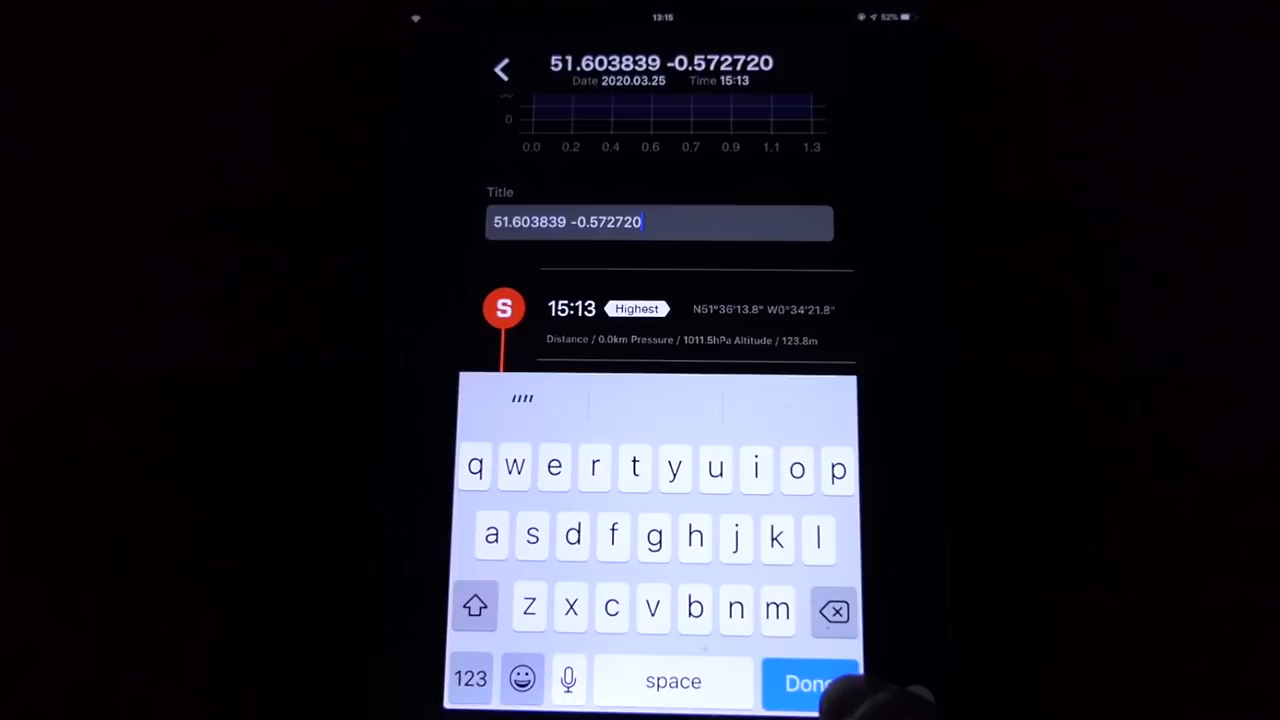 13:15
52%
51.603839 -0.572720
Date 2020.03.25 Time 15:13
0
0.0 0.2 0.4 0.6 0.7 0.9 1.1 1.3
Title
51.603839 -0.572720
S
15:13 Highest N51°36'13.8" W0°34'21.8"
Distance / 0.0km Pressure / 1011.5hPa Altitude / 123.8m
q w e r t y u i o p
a s d f g h j k l
z x c v b n m
123 space Done